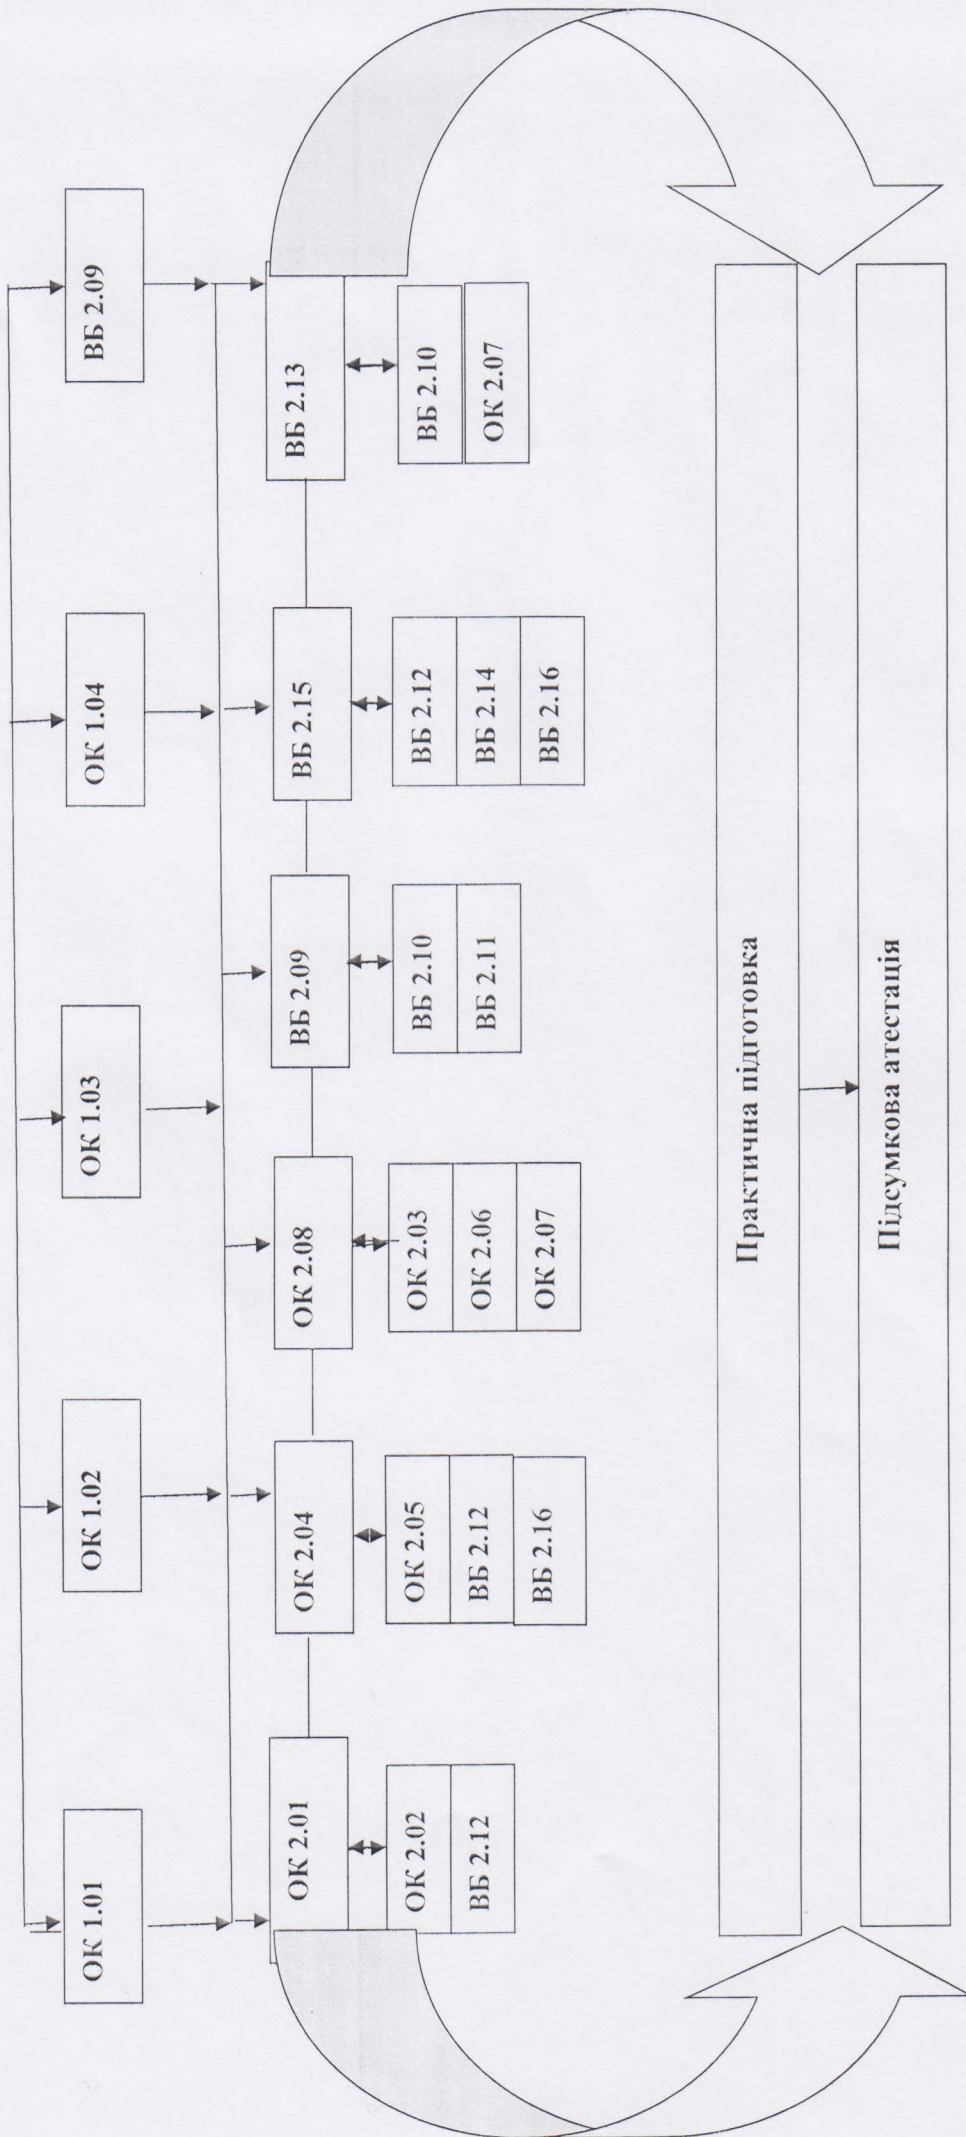 ОК 1.01
ОК 1.02
ОК 1.03
ОК 1.04
ВБ 2.09
ОК 2.01
ОК 2.04
ОК 2.08
ВБ 2.09
ВБ 2.15
ВБ 2.13
ОК 2.02
ВБ 2.12
ОК 2.05
ВБ 2.12
ВБ 2.16
ОК 2.03
ОК 2.06
ОК 2.07
ВБ 2.10
ВБ 2.11
ВБ 2.12
ВБ 2.14
ВБ 2.16
ВБ 2.10
ОК 2.07
Практична підготовка
Підсумкова атестація